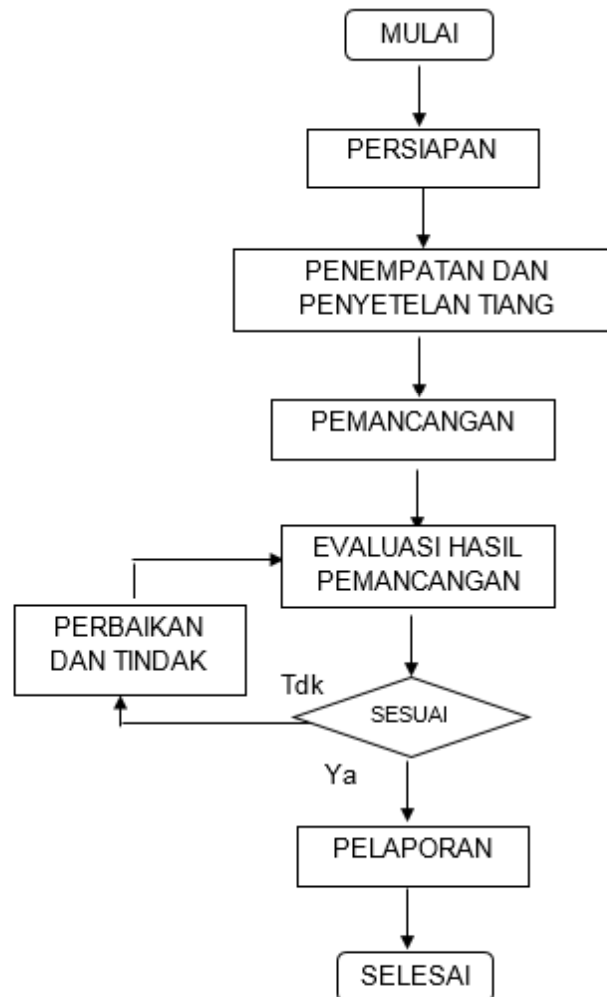 MULAI
PERSIAPAN
PENEMPATAN DAN
PENYETELAN TIANG
PEMANCANGAN
EVALUASI HASIL
PEMANCANGAN
PERBAIKAN
DAN TINDAK
Tdk
SESUAI
Ya
PELAPORAN
SELESAI